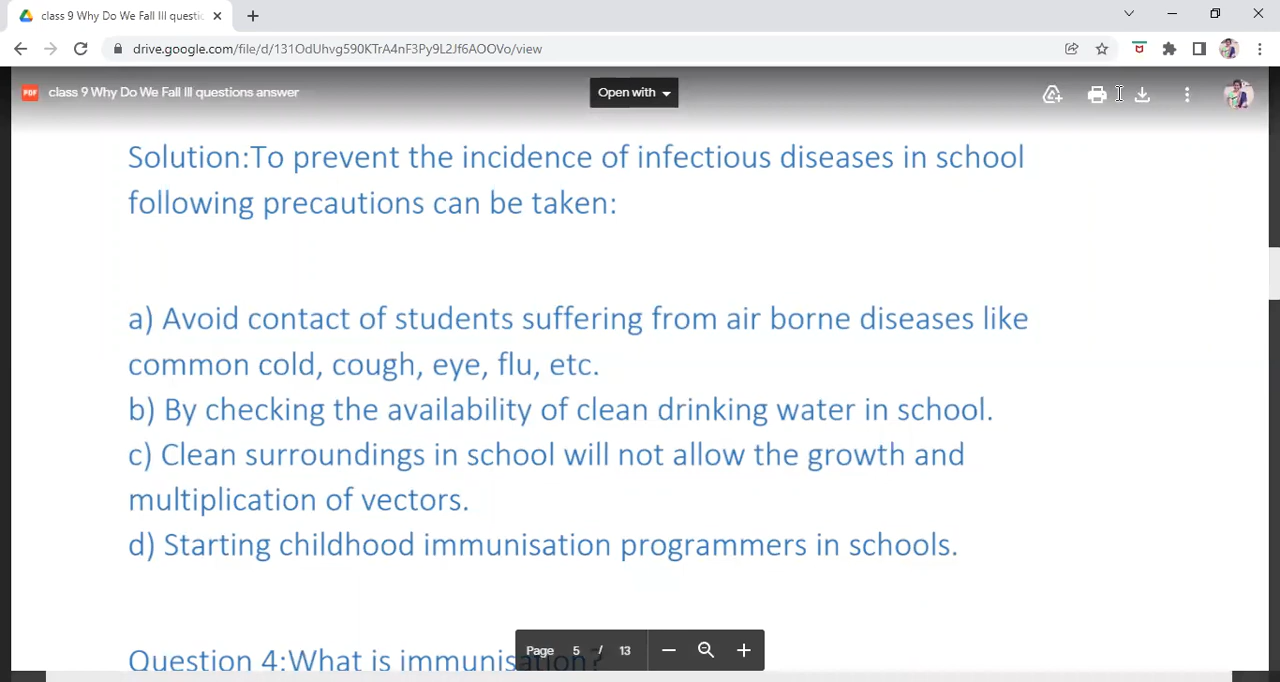 class 9 Why Do We Fall Ill questi
drive.google.com/file/d/131OdUhvg590KTrA4nF3Py9L2Jf6AOOVo/view
PDF class 9 Why Do We Fall Ill questions answer
Open with
Solution:To prevent the incidence of infectious diseases in school
following precautions can be taken:
a) Avoid contact of students suffering from air borne diseases like
common cold, cough, eye, flu, etc.
b) By checking the availability of clean drinking water in school.
c) Clean surroundings in school will not allow the growth and
multiplication of vectors.
d) Starting childhood immunisation programmers in schools.
Question 4:What is immunisation?
Page 5 / 13